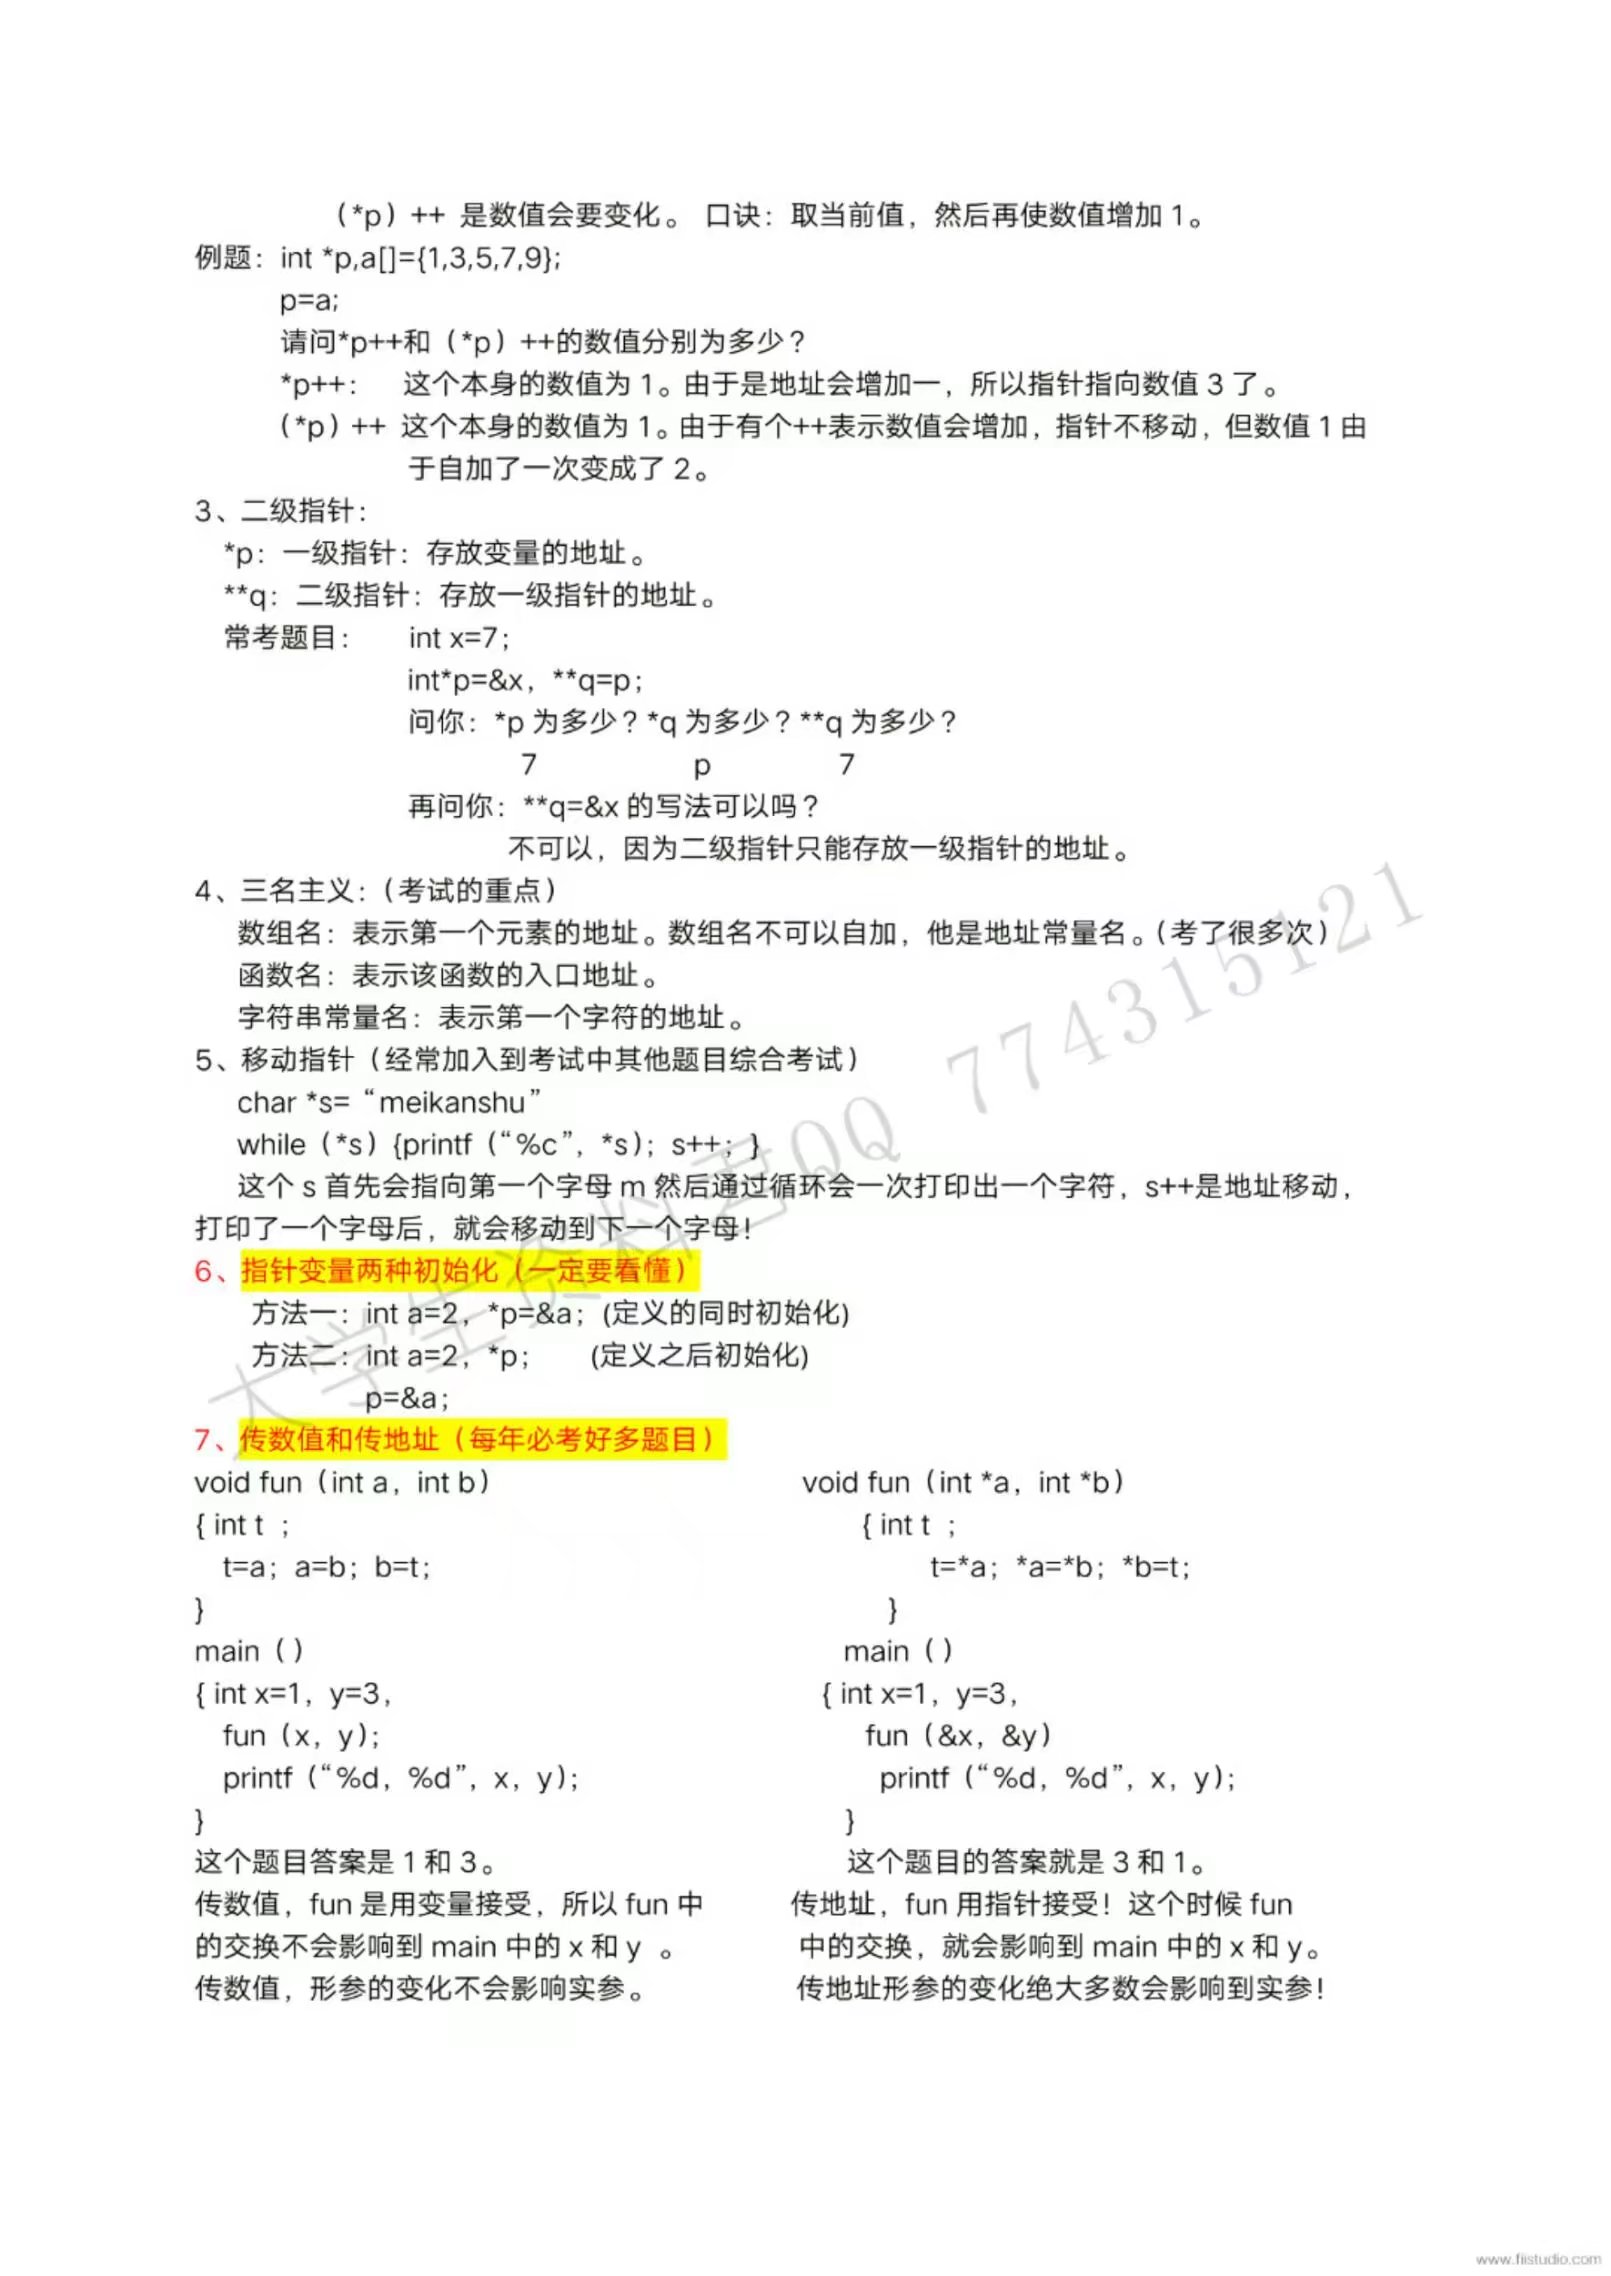 （*p）++ 是数值会要变化。 口诀：取当前值，然后再使数值增加 1。
例题：int *p,a[]={1,3,5,7,9};
p=a;
请问*p++和（*p）++的数值分别为多少？
*p++： 这个本身的数值为 1。由于是地址会增加一，所以指针指向数值 3 了。
（*p）++ 这个本身的数值为 1。由于有个++表示数值会增加，指针不移动，但数值 1 由
于自加了一次变成了 2。
3、二级指针：
*p：一级指针：存放变量的地址。
**q：二级指针：存放一级指针的地址。
常考题目： int x=7；
int*p=&x，**q=p；
问你：*p 为多少？*q 为多少？**q 为多少？
7 p 7
再问你：**q=&x 的写法可以吗？
不可以，因为二级指针只能存放一级指针的地址。
4、三名主义：（考试的重点）
数组名：表示第一个元素的地址。数组名不可以自加，他是地址常量名。（考了很多次）
函数名：表示该函数的入口地址。
字符串常量名：表示第一个字符的地址。
5、移动指针（经常加入到考试中其他题目综合考试）
char *s= “meikanshu”
while（*s）{printf（“%c”，*s）；s++；}
这个 s 首先会指向第一个字母 m 然后通过循环会一次打印出一个字符，s++是地址移动，
打印了一个字母后，就会移动到下一个字母！
6、指针变量两种初始化（一定要看懂）
方法一：int a=2，*p=&a；(定义的同时初始化)
方法二：int a=2，*p； (定义之后初始化)
p=&a；
7、传数值和传地址（每年必考好多题目）
void fun（int a，int b） void fun（int *a，int *b）
{ int t ； { int t ；
t=a；a=b；b=t； t=*a；*a=*b；*b=t；
} }
main（） main（）
{ int x=1，y=3， { int x=1，y=3，
fun（x，y）； fun（&x，&y）
printf（“%d，%d”，x，y）； printf（“%d，%d”，x，y）；
} }
这个题目答案是 1 和 3。 这个题目的答案就是 3 和 1。
传数值，fun 是用变量接受，所以 fun 中 传地址，fun 用指针接受！这个时候 fun
的交换不会影响到 main 中的 x 和 y 。 中的交换，就会影响到 main 中的 x 和 y。
传数值，形参的变化不会影响实参。 传地址形参的变化绝大多数会影响到实参！
大学生资料君QQ 774315121
www.fiistudio.com